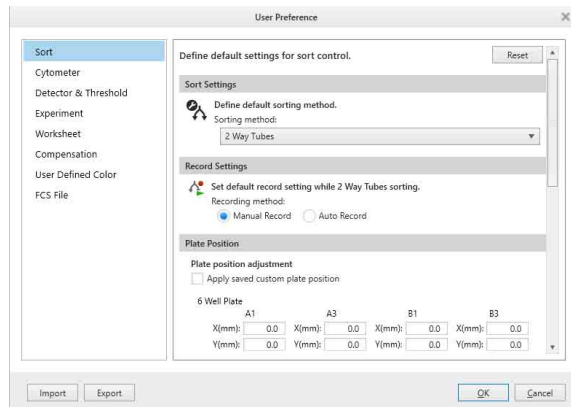 User Preference
Sort
Cytometer
Detector & Threshold
Experiment
Worksheet
Compensation
User Defined Color
FCS File
Define default settings for sort control.
Reset
Sort Settings
Define default sorting method.
Sorting method:
2 Way Tubes
Record Settings
Set default record setting while 2 Way Tubes sorting.
Recording method:
Manual Record Auto Record
Plate Position
Plate position adjustment
Apply saved custom plate position
6 Well Plate
A1 A3 B1 B3
X(mm): 0.0 X(mm): 0.0 X(mm): 0.0 X(mm): 0.0
Y(mm): 0.0 Y(mm): 0.0 Y(mm): 0.0 Y(mm): 0.0
Import Export OK Cancel